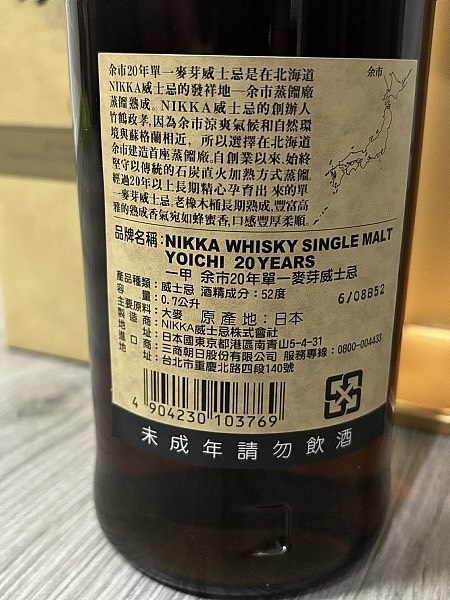 余市20年單一麥芽威士忌是在北海道
NIKKA威士忌的發祥地—余市蒸餾廠
蒸餾熟成。NIKKA威士忌的創辦人
竹鶴政孝，因為余市涼爽氣候和自然環
境與蘇格蘭相近，所以選擇在北海道
余市建造首座蒸餾廠。自創業以來，始終
堅守以傳統的石炭直火加熱方式蒸餾，
經過20年以上長期精心孕育出來的單
一麥芽威士忌。老橡木桶長期熟成，豐富高
雅的熟成香氣宛如蜂蜜香，口感豐厚柔順。
余市
品牌名稱：NIKKA WHISKY SINGLE MALT
YOICHI 20 YEARS
一甲 余市20年單一麥芽威士忌
產品種類：威士忌 酒精成分：52度
容量：0.7公升
主要原料：大麥 原產地：日本
製造商：NIKKA威士忌株式會社
地址：日本國東京都港區南青山5-4-31
進口商：三商朝日股份有限公司 服務專線：0800-004433
地址：台北市重慶北路四段140號
6/08B52
4 904230 103769
未成年請勿飲酒